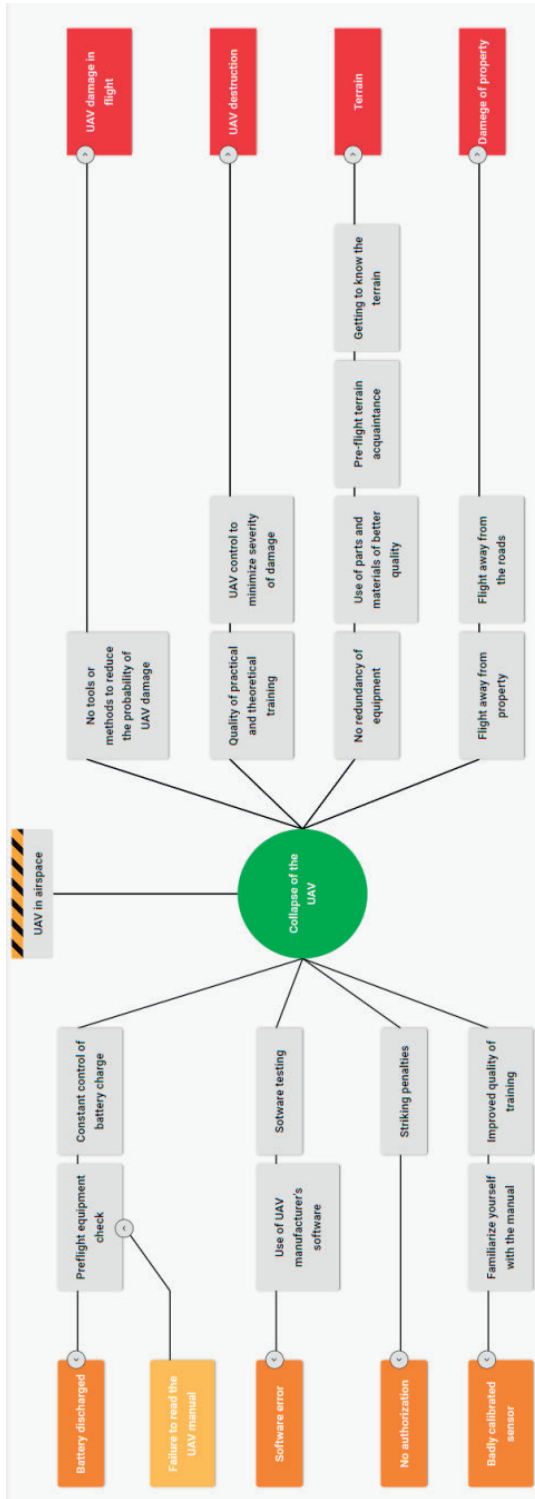 UAV in airspace
Battery discharged
Preflight equipment
check
Constant control of
battery charge
Failure to read the
UAV manual
Software error
Use of UAV
manufacturer's
software
Sotware testing
No authorization
Striking penalties
Badly calibrated
sensor
Familiarize yourself
with the manual
Improved quality of
training
Collapse of the
UAV
No tools or
methods to reduce
the probability of
UAV damage
UAV damage in
flight
Quality of practical
and theoretical
training
UAV control to
minimize severity
of damage
UAV destruction
No redundancy of
equipment
Use of parts and
materials of better
quality
Pre-flight terrain
acquaintance
Getting to know the
terrain
Terrain
Flight away from
property
Flight away from
the roads
Damege of property